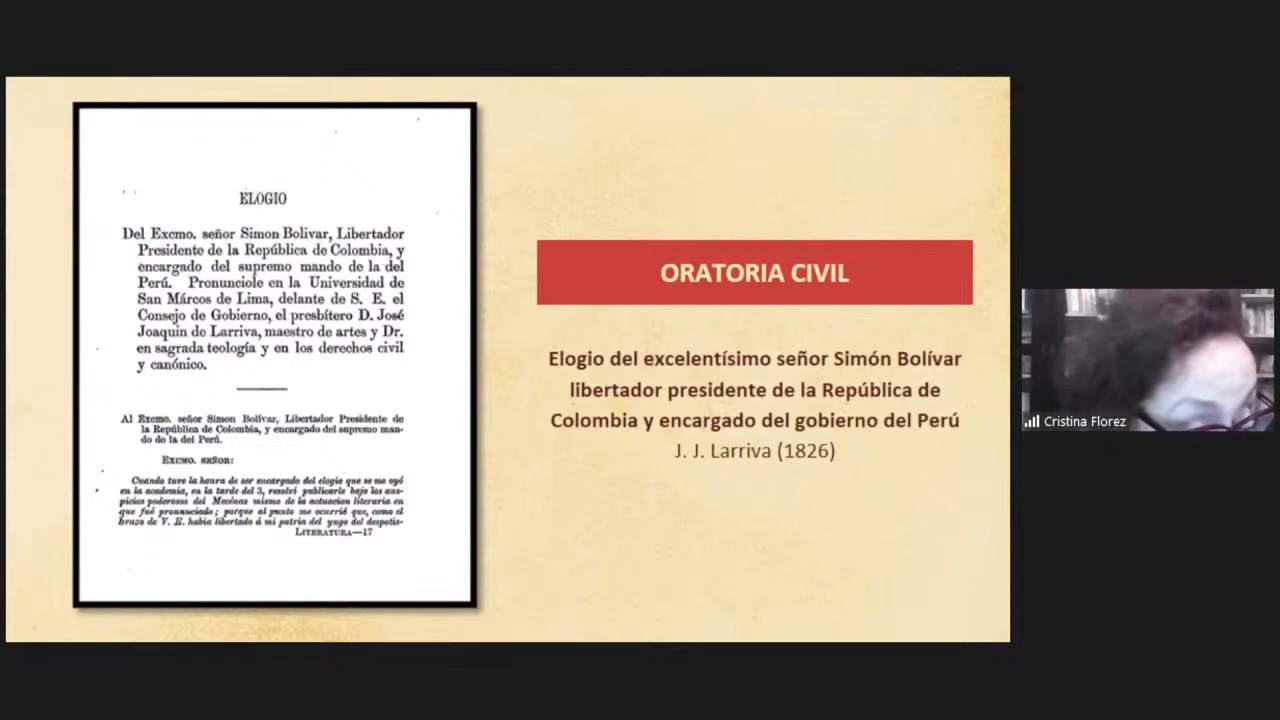 ELOGIO
Del Excmo. señor Simon Bolivar, Libertador
Presidente de la República de Colombia, y
encargado del supremo mando de la del
Perú. Pronunciole en la Universidad de
San Márcos de Lima, delante de S. E. el
Consejo de Gobierno, el presbítero D. José
Joaquin de Larriva, maestro de artes y Dr.
en sagrada teología y en los derechos civil
y canónico.
Al Excmo. señor Simon Bolívar, Libertador Presidente de
la República de Colombia, y encargado del supremo man-
do de la del Perú.
EXCMO. SEÑOR:
Cuando tuve la honra de ser encargado del elogio que se me oyó
en la academia, en la tarde del 3, resolví publicarle bajo los aus-
picios poderosos del Mecénas mismo de la actuacion literaria en
que fué pronunciado; porque al punto me ocurrió que, como el
brazo de V. E. habia libertado á mi patria del yugo del despotis-
LITERATURA—17
ORATORIA CIVIL
Elogio del excelentísimo señor Simón Bolívar
libertador presidente de la República de
Colombia y encargado del gobierno del Perú
J. J. Larriva (1826)
Cristina Florez